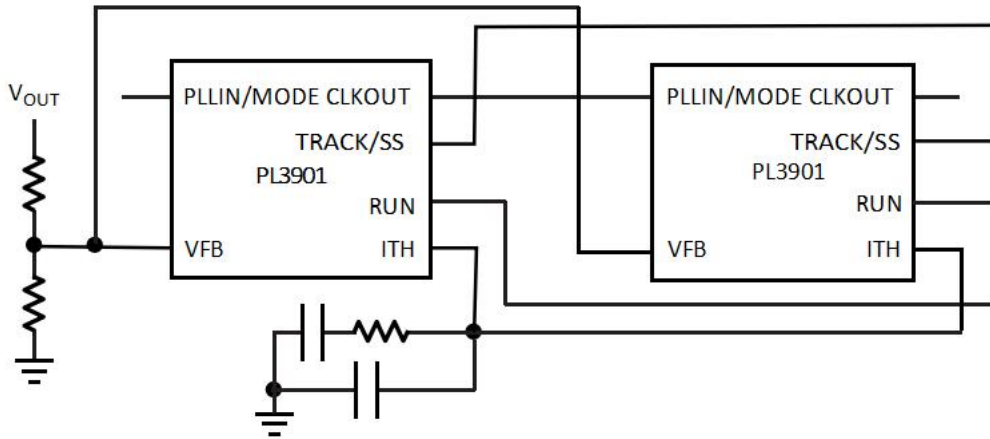 VOUT
PLLIN/MODE CLKOUT
TRACK/SS
PL3901
RUN
VFB ITH
PLLIN/MODE CLKOUT
TRACK/SS
PL3901
RUN
VFB ITH